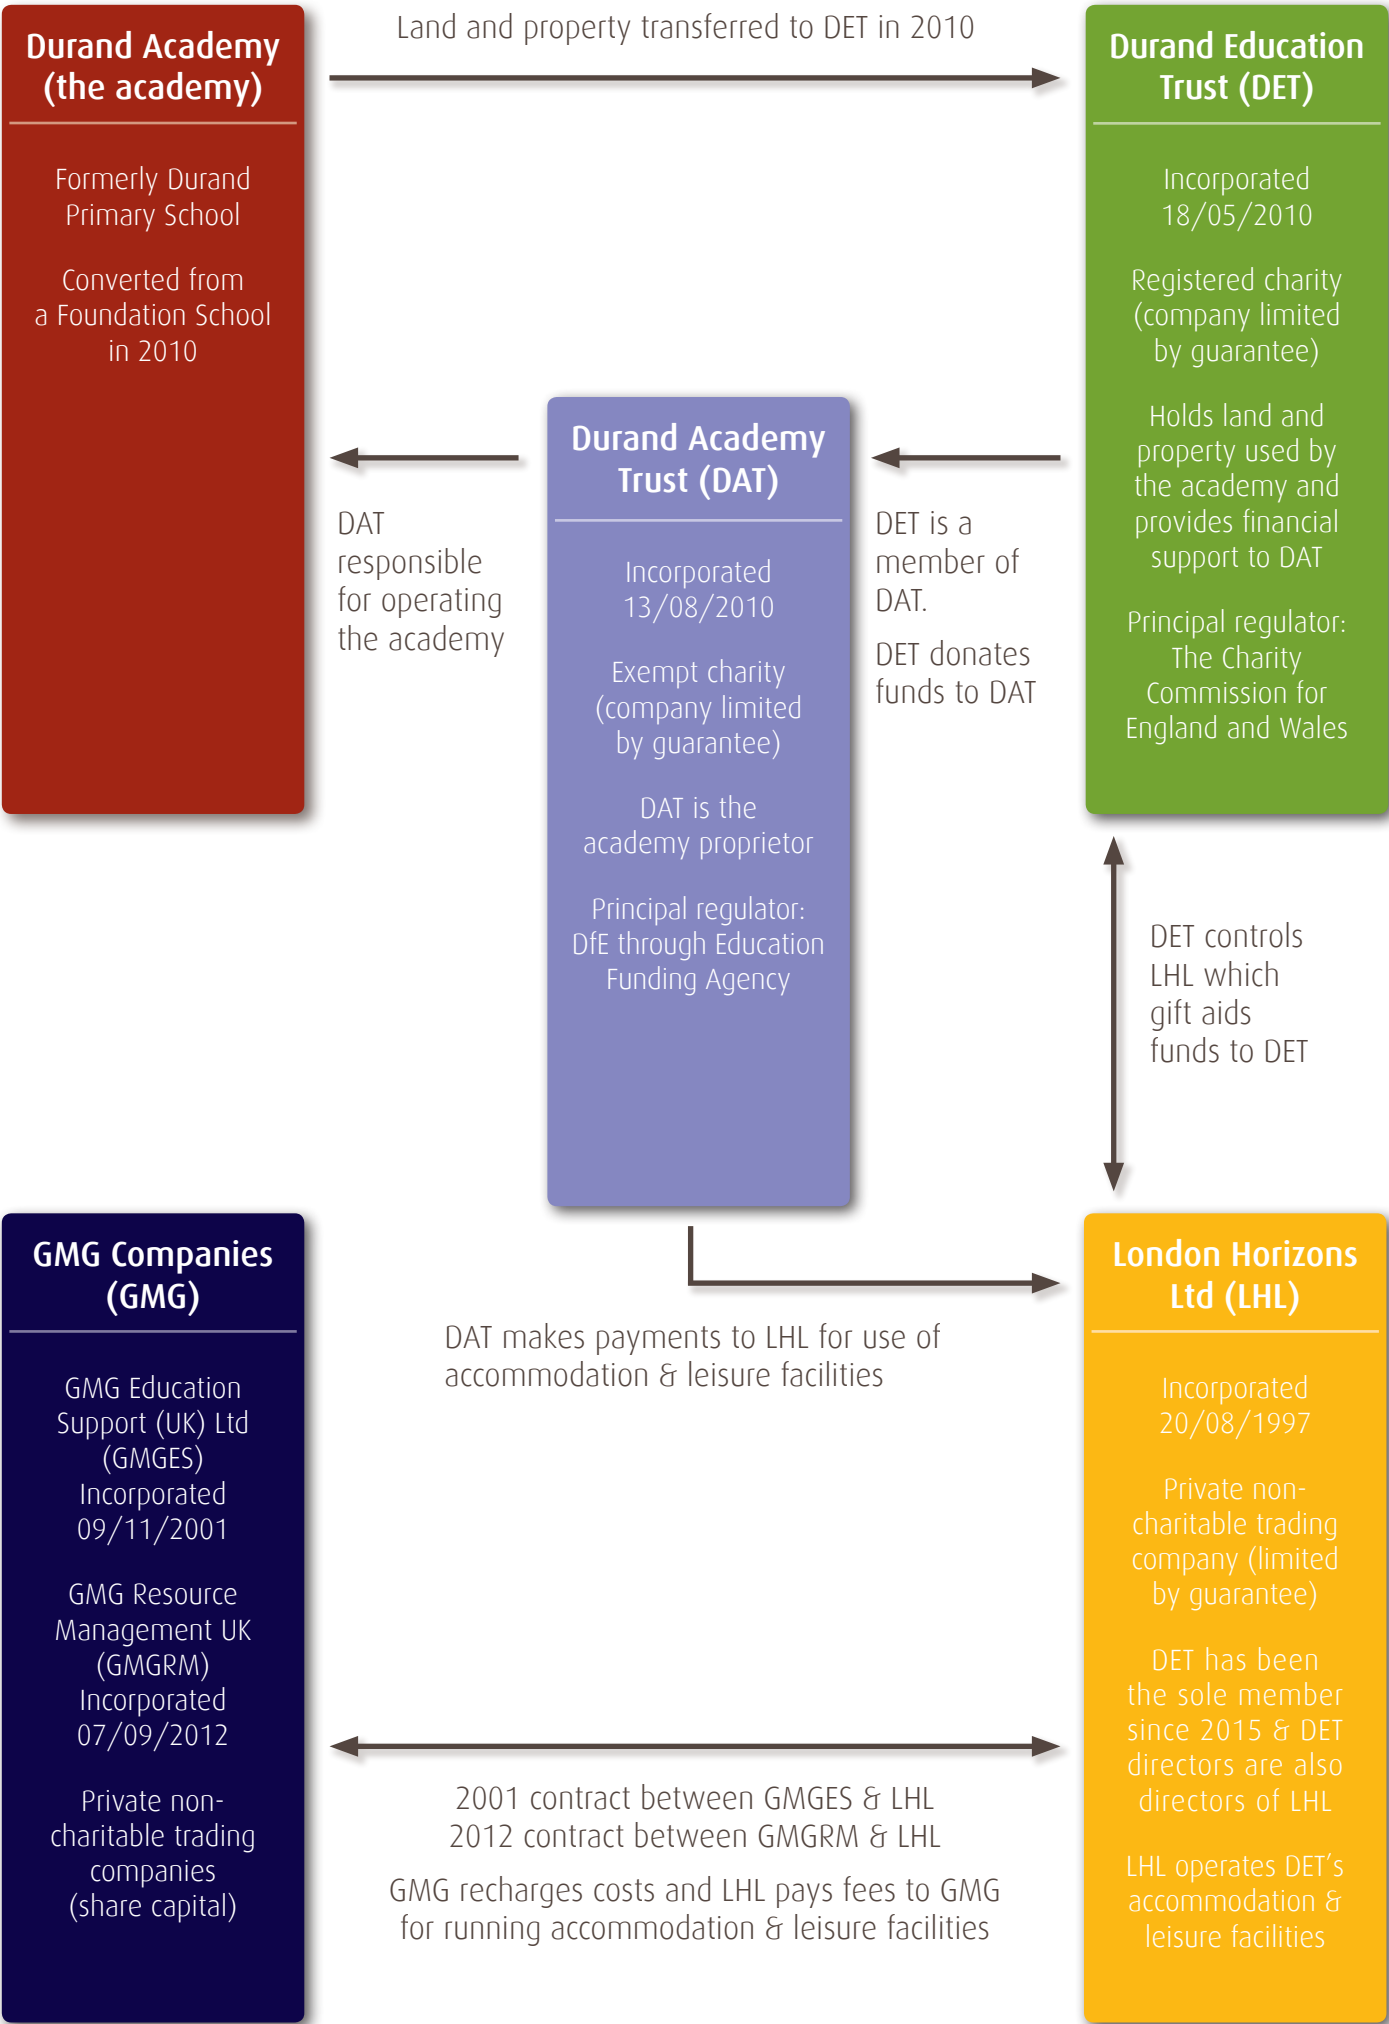 Durand Academy
(the academy)
Formerly Durand
Primary School
Converted from
a Foundation School
in 2010
Land and property transferred to DET in 2010
Durand Education
Trust (DET)
Incorporated
18/05/2010
Registered charity
(company limited
by guarantee)
Holds land and
property used by
the academy and
provides financial
support to DAT
Principal regulator:
The Charity
Commission for
England and Wales
DAT
responsible
for operating
the academy
Durand Academy
Trust (DAT)
Incorporated
13/08/2010
Exempt charity
(company limited
by guarantee)
DAT is the
academy proprietor
Principal regulator:
DfE through Education
Funding Agency
DET is a
member of
DAT.
DET donates
funds to DAT
DET controls
LHL which
gift aids
funds to DET
DAT makes payments to LHL for use of
accommodation & leisure facilities
GMG Companies
(GMG)
GMG Education
Support (UK) Ltd
(GMGES)
Incorporated
09/11/2001
GMG Resource
Management UK
(GMGRM)
Incorporated
07/09/2012
Private non-
charitable trading
companies
(share capital)
2001 contract between GMGES & LHL
2012 contract between GMGRM & LHL
GMG recharges costs and LHL pays fees to GMG
for running accommodation & leisure facilities
London Horizons
Ltd (LHL)
Incorporated
20/08/1997
Private non-
charitable trading
company (limited
by guarantee)
DET has been
the sole member
since 2015 & DET
directors are also
directors of LHL
LHL operates DET's
accommodation &
leisure facilities